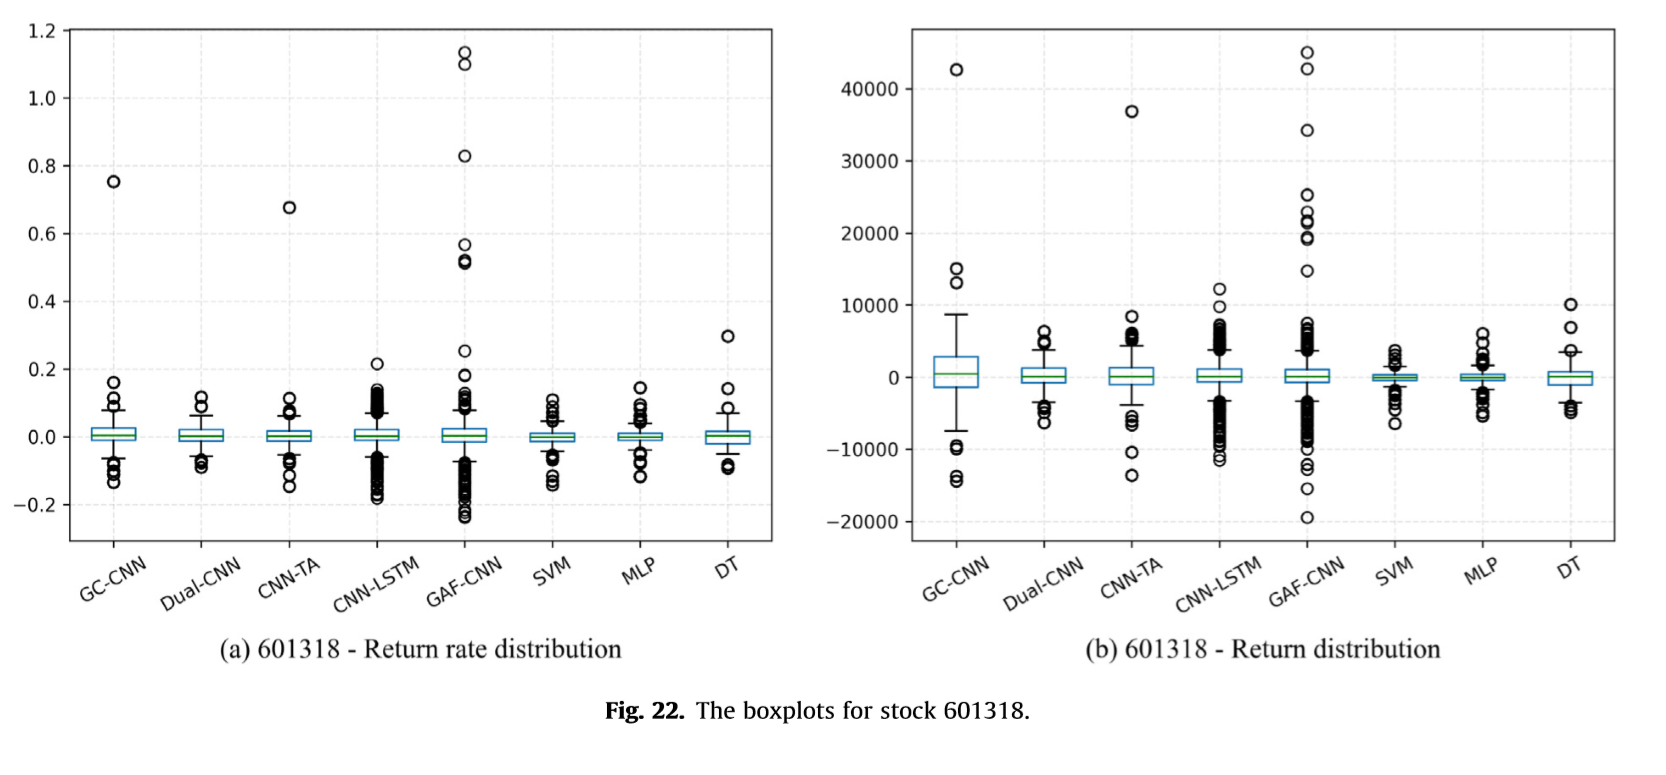 1.2
1.0
0.8
0.6
0.4
0.2
0.0
−0.2
GC-CNN
Dual-CNN
CNN-TA
CNN-LSTM
GAF-CNN
SVM
MLP
DT
(a) 601318 - Return rate distribution
40000
30000
20000
10000
0
−10000
−20000
GC-CNN
Dual-CNN
CNN-TA
CNN-LSTM
GAF-CNN
SVM
MLP
DT
(b) 601318 - Return distribution
Fig. 22. The boxplots for stock 601318.